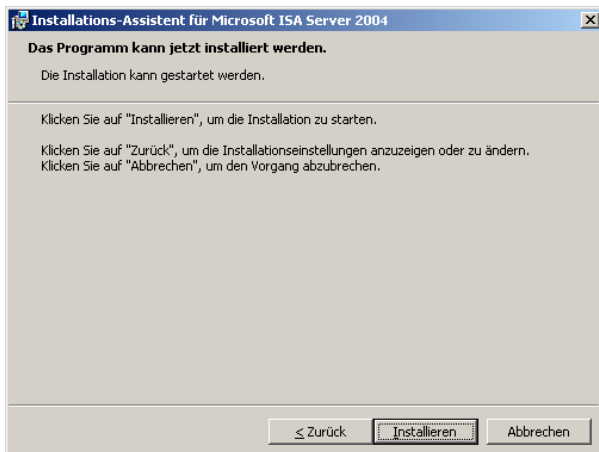 Installations-Assistent für Microsoft ISA Server 2004
Das Programm kann jetzt installiert werden.
Die Installation kann gestartet werden.
Klicken Sie auf "Installieren", um die Installation zu starten.
Klicken Sie auf "Zurück", um die Installationseinstellungen anzuzeigen oder zu ändern.
Klicken Sie auf "Abbrechen", um den Vorgang abzubrechen.
< Zurück Installieren Abbrechen